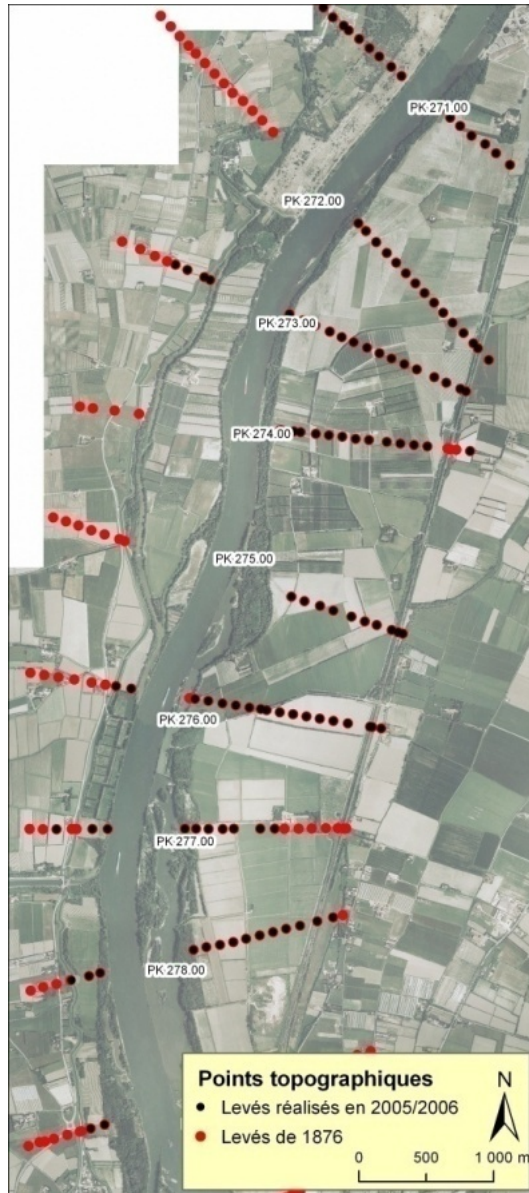 PK 271.00
PK 272.00
PK 273.00
PK 274.00
PK 275.00
PK 276.00
PK 277.00
PK 278.00
Points topographiques
Levés réalisés en 2005/2006
Levés de 1876
N
0 500 1 000 m